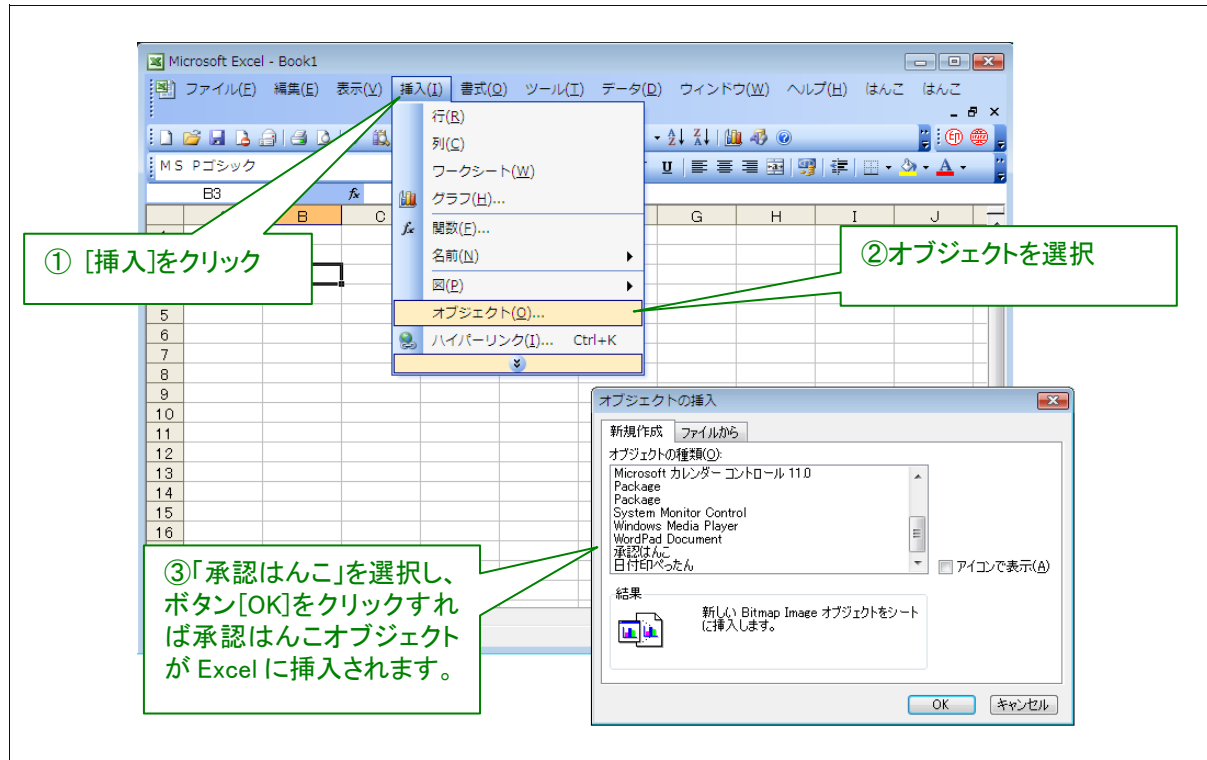 Microsoft Excel - Book1
ファイル(F) 編集(E) 表示(V) 挿入(I) 書式(O) ツール(T) データ(D) ウィンドウ(W) ヘルプ(H) はんこ はんこ
MS Pゴシック
B3
行(R)
列(C)
ワークシート(W)
グラフ(H)...
関数(F)...
名前(N)
図(P)
オブジェクト(O)...
ハイパーリンク(I)... Ctrl+K
B C G H I J
① [挿入]をクリック
②オブジェクトを選択
5
6
7
8
9
10
11
12
13
14
15
16
オブジェクトの挿入
新規作成 ファイルから
オブジェクトの種類(O):
Microsoft カレンダー コントロール 11.0
Package
Package
System Monitor Control
Windows Media Player
WordPad Document
承認はんこ
日付印ぺったん
アイコンで表示(A)
結果
新しい Bitmap Image オブジェクトをシート
に挿入します。
OK キャンセル
③「承認はんこ」を選択し、
ボタン[OK]をクリックすれ
ば承認はんこオブジェクト
が Excel に挿入されます。